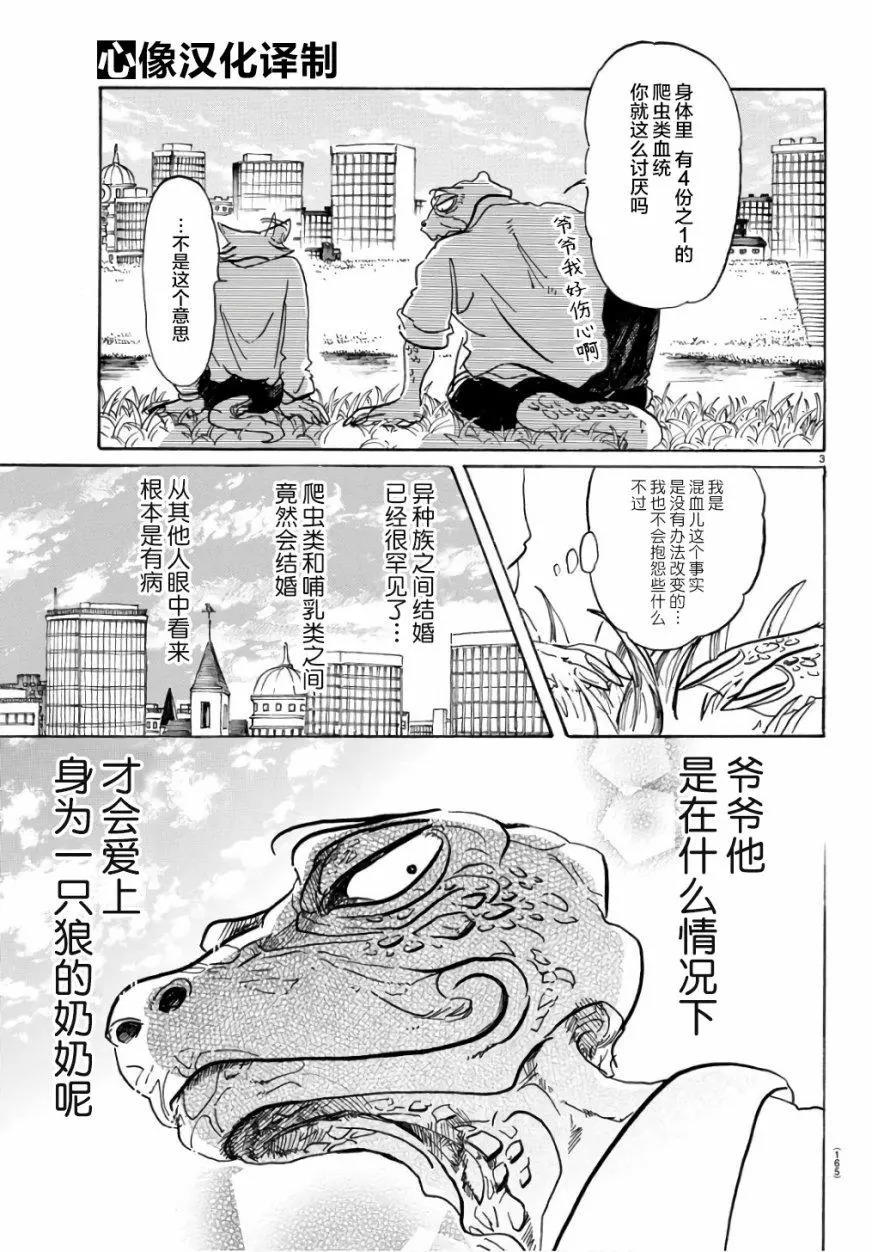 心像汉化译制
身体里 有4份之1的
爬虫类血统
你就这么讨厌吗
爷爷我好伤心啊
…不是这个意思
3
我是
混血儿这个事实
是没有办法改变的…
我也不会抱怨些什么
不过
异种族之间结婚
已经很罕见了…
爬虫类和哺乳类之间
竟然会结婚
从其他人眼中看来
根本是有病
爷爷他
是在什么情况下
才会爱上
身为一只狼的奶奶呢
(165)